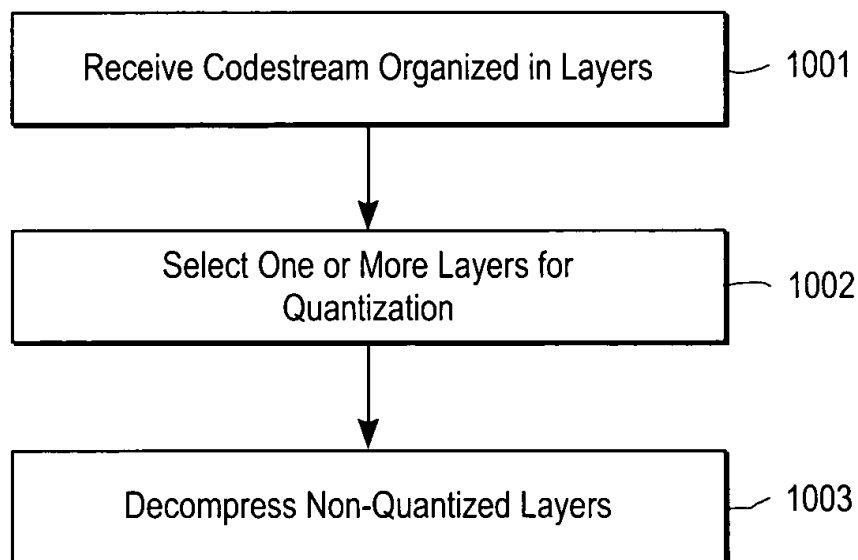 Receive Codestream Organized in Layers
1001
Select One or More Layers for
Quantization
1002
Decompress Non-Quantized Layers
1003